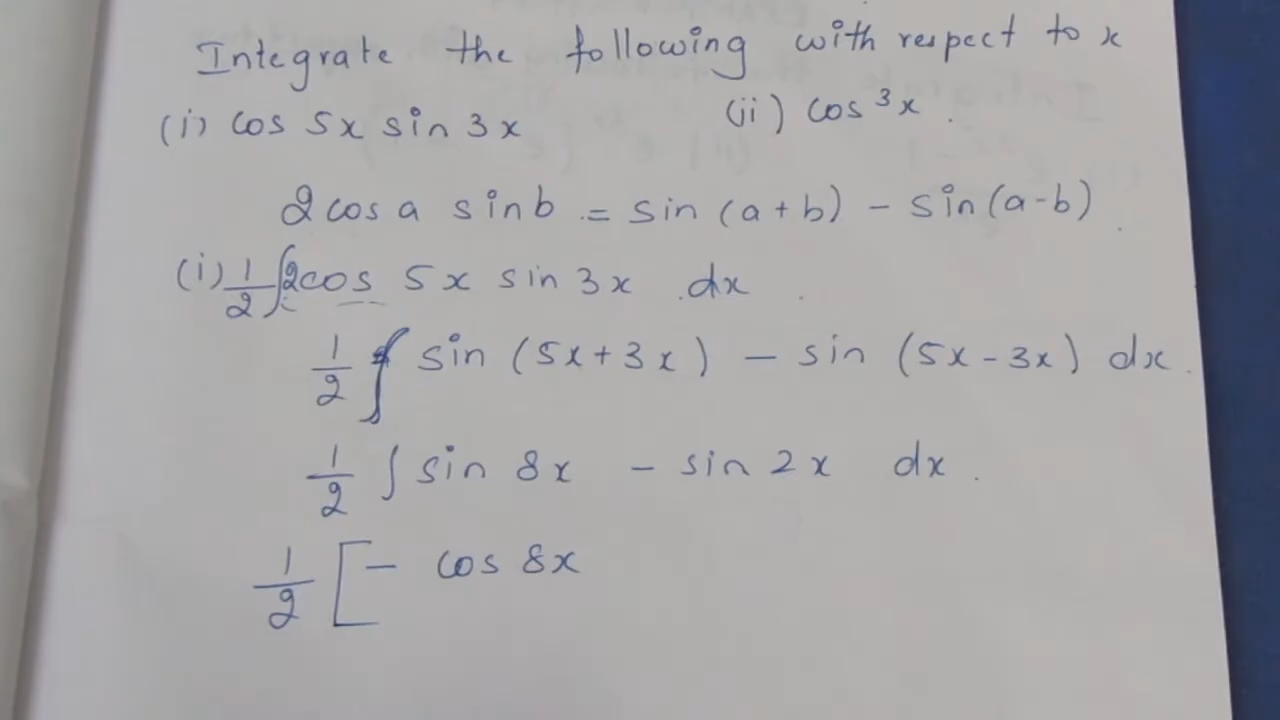 Integrate the following with respect to x
(i) cos 5x sin 3x (ii) cos³x.
2 cos a sin b = sin (a+b) - sin (a-b)
(i) 1/2 ∫2cos 5x sin 3x dx.
1/2 ∫ sin (5x+3x) - sin (5x-3x) dx.
1/2 ∫ sin 8x - sin 2x dx.
1/2 [- cos 8x